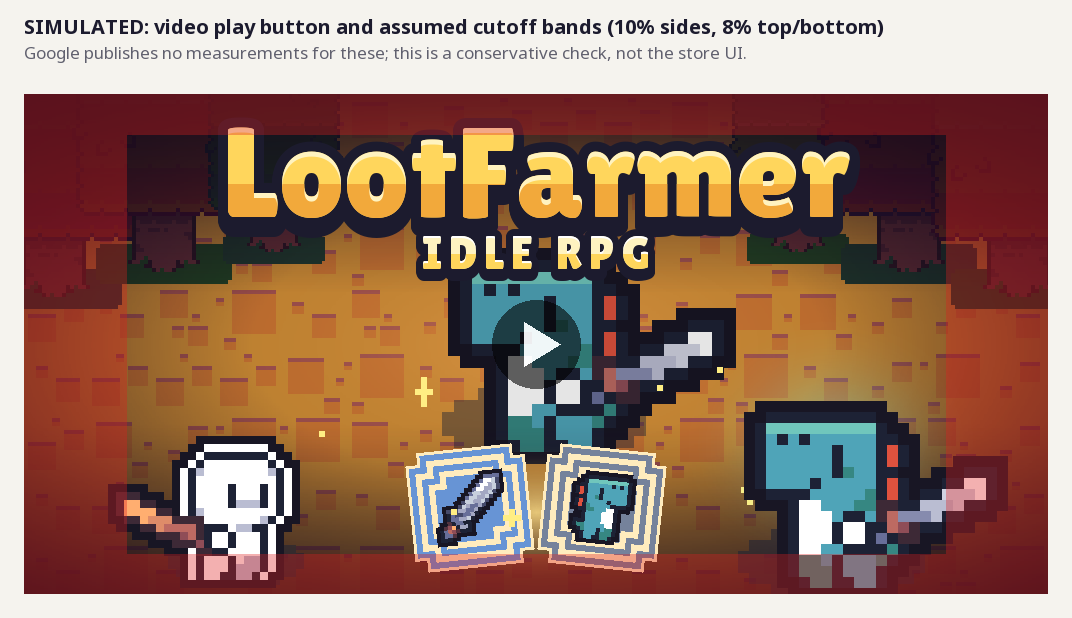 SIMULATED: video play button and assumed cutoff bands (10% sides, 8% top/bottom)
Google publishes no measurements for these; this is a conservative check, not the store UI.
LootFarmer
IDLE RPG